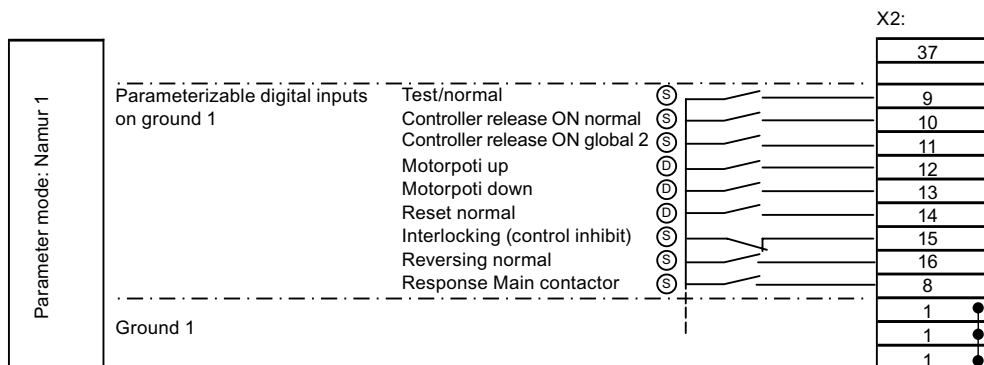 X2:
37
Parameter mode: Namur 1
Parameterizable digital inputs
on ground 1
Test/normal S 9
Controller release ON normal S 10
Controller release ON global 2 S 11
Motorpoti up D 12
Motorpoti down D 13
Reset normal D 14
Interlocking (control inhibit) S 15
Reversing normal S 16
Response Main contactor S 8
Ground 1
1
1
1